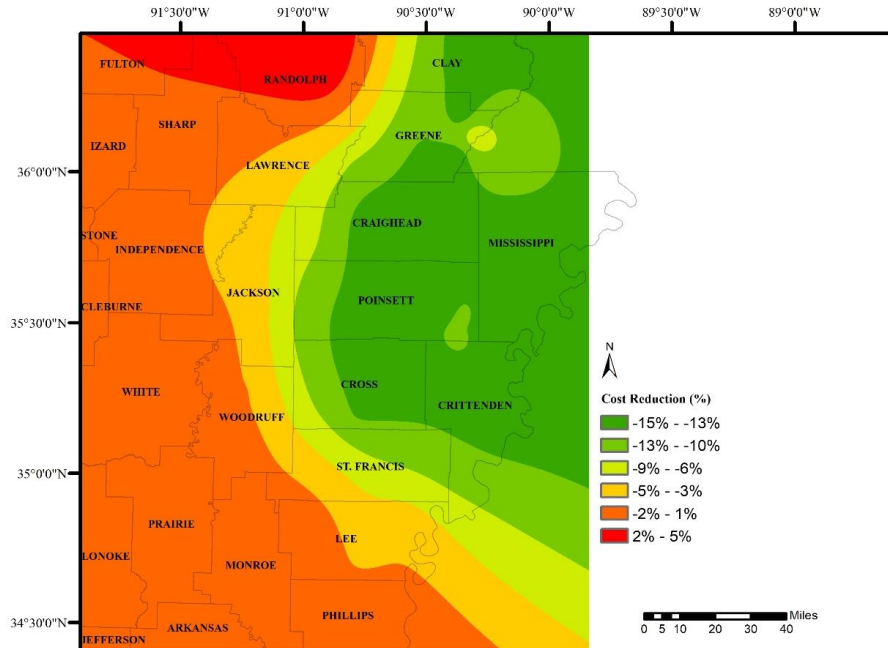 91°30'0"W 91°0'0"W 90°30'0"W 90°0'0"W 89°30'0"W 89°0'0"W
FULTON
CLAY
RANDOLPH
SHARP
GREENE
IZARD
LAWRENCE
36°0'0"N
CRAIGHEAD
STONE
INDEPENDENCE
MISSISSIPPI
JACKSON
POINSETT
CLEBURNE
35°30'0"N
N
CROSS
WHITE
CRITTENDEN
WOODRUFF
ST. FRANCIS
35°0'0"N
PRAIRIE
LEE
LONOKE
MONROE
PHILLIPS
34°30'0"N
ARKANSAS
JEFFERSON
Cost Reduction (%)
-15% - -13%
-13% - -10%
-9% - -6%
-5% - -3%
-2% - 1%
2% - 5%
Miles
0 5 10 20 30 40